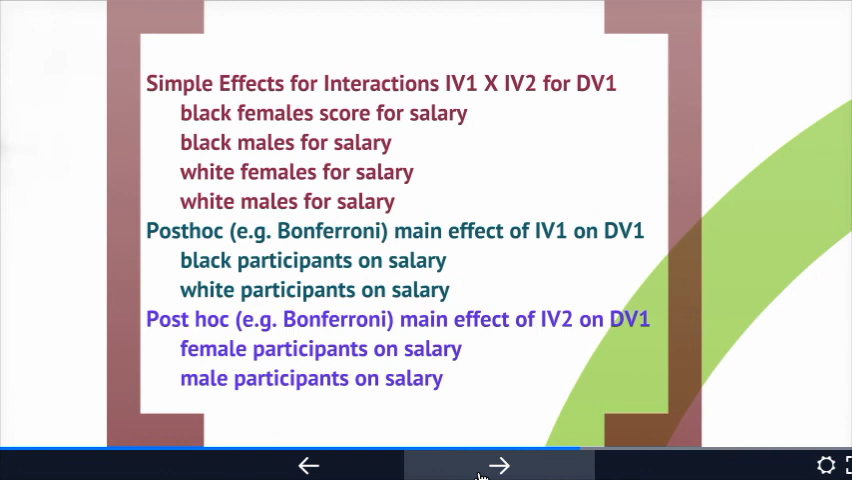 Simple Effects for Interactions IV1 X IV2 for DV1
black females score for salary
black males for salary
white females for salary
white males for salary
Posthoc (e.g. Bonferroni) main effect of IV1 on DV1
black participants on salary
white participants on salary
Post hoc (e.g. Bonferroni) main effect of IV2 on DV1
female participants on salary
male participants on salary